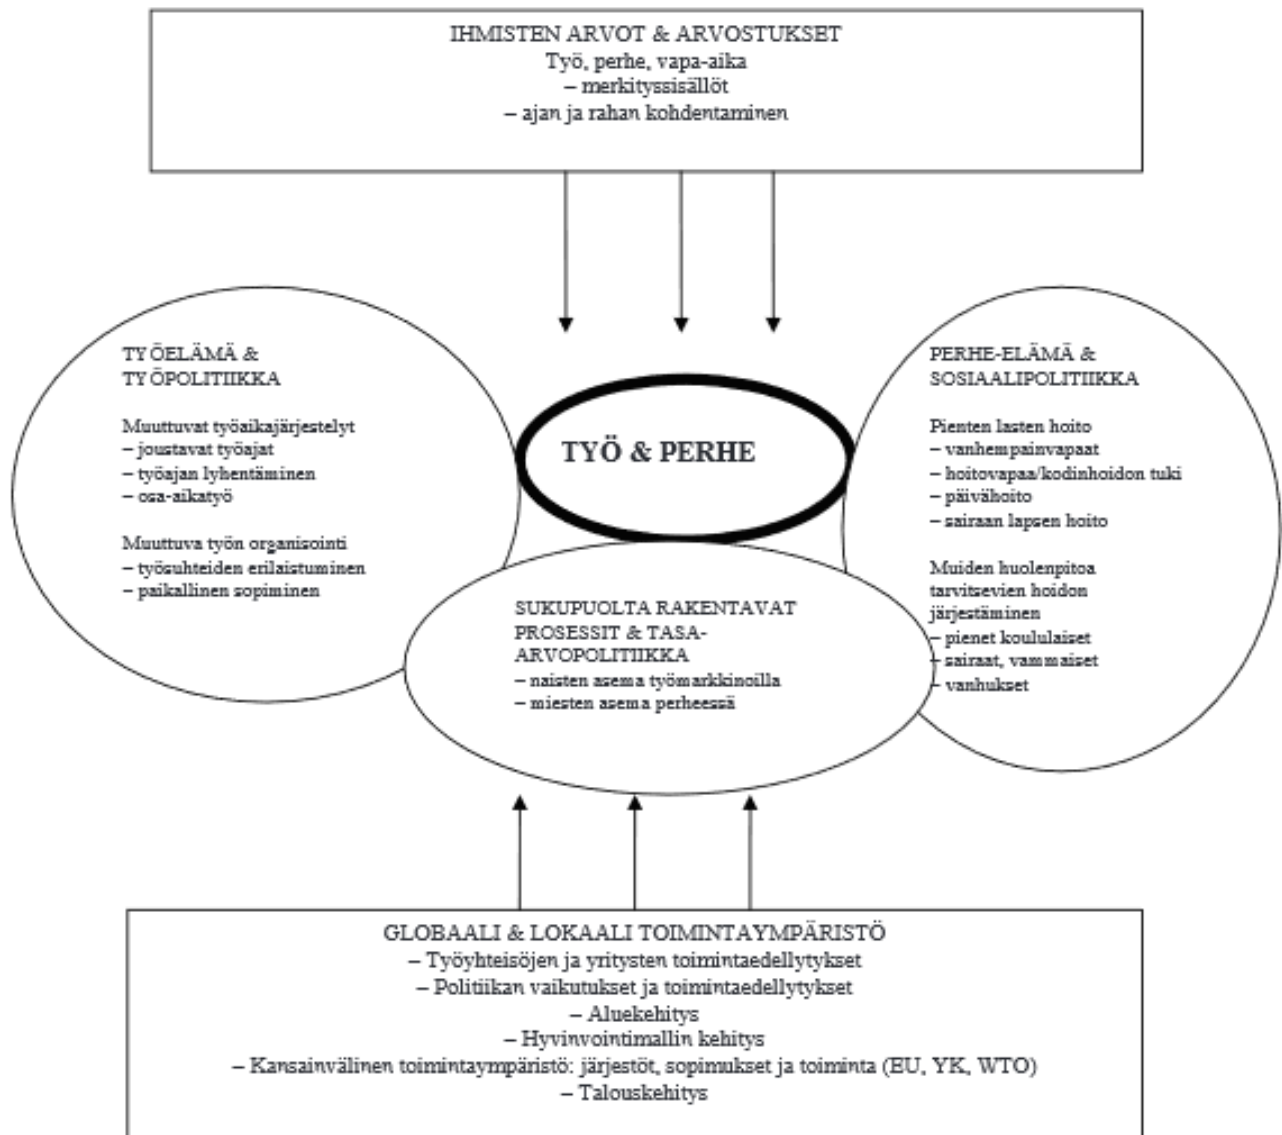 IHMISTEN ARVOT & ARVOSTUKSET
Työ, perhe, vapa-aika
– merkityssisällöt
– ajan ja rahan kohdentaminen
TYÖELÄMÄ &
TYÖPOLITIIKKA
Muuttuvat työaikajärjestelyt
– joustavat työajat
– työajan lyhentäminen
– osa-aikatyö
Muuttuva työn organisointi
– työsuhteiden erilaistuminen
– paikallinen sopiminen
TYÖ & PERHE
PERHE-ELÄMÄ &
SOSIAALIPOLITIIKKA
Pienten lasten hoito
– vanhempainvapaat
– hoitovapaa/kodinhoidon tuki
– päivähoito
– sairaan lapsen hoito
Muiden huolenpitoa
tarvitsevien hoidon
järjestäminen
– pienet koululaiset
– sairaat, vammaiset
– vanhukset
SUKUPUOLTA RAKENTAVAT
PROSESSIT & TASA-
ARVOPOLITIIKKA
– naisten asema työmarkkinoilla
– miesten asema perheessä
GLOBAALI & LOKAALI TOIMINTAYMPÄRISTÖ
– Työyhteisöjen ja yritysten toimintaedellytykset
– Politiikan vaikutukset ja toimintaedellytykset
– Aluekehitys
– Hyvinvointimallin kehitys
– Kansainvälinen toimintaympäristö: järjestöt, sopimukset ja toiminta (EU, YK, WTO)
– Talouskehitys